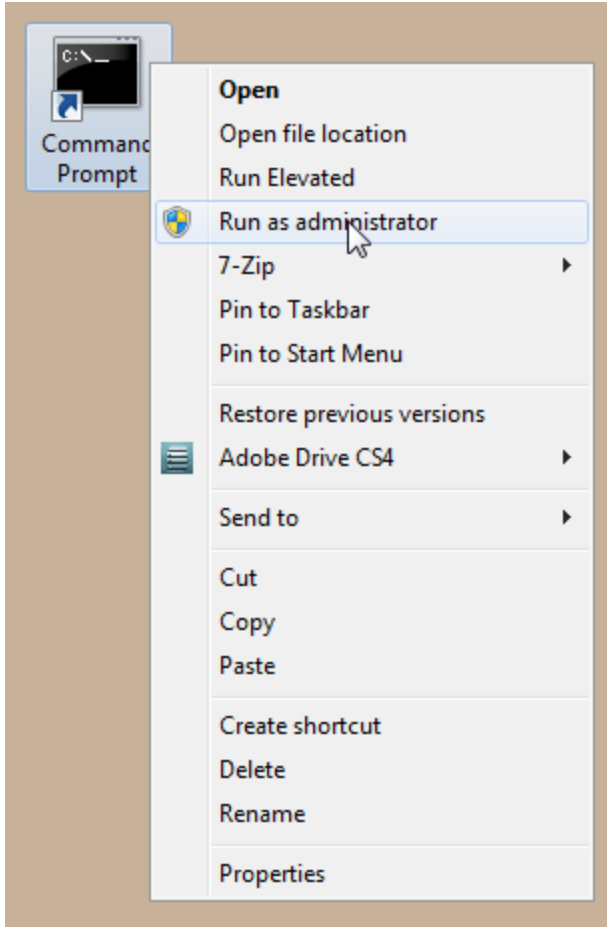 C:\_
Command
Prompt
Open
Open file location
Run Elevated
Run as administrator
7-Zip
Pin to Taskbar
Pin to Start Menu
Restore previous versions
Adobe Drive CS4
Send to
Cut
Copy
Paste
Create shortcut
Delete
Rename
Properties